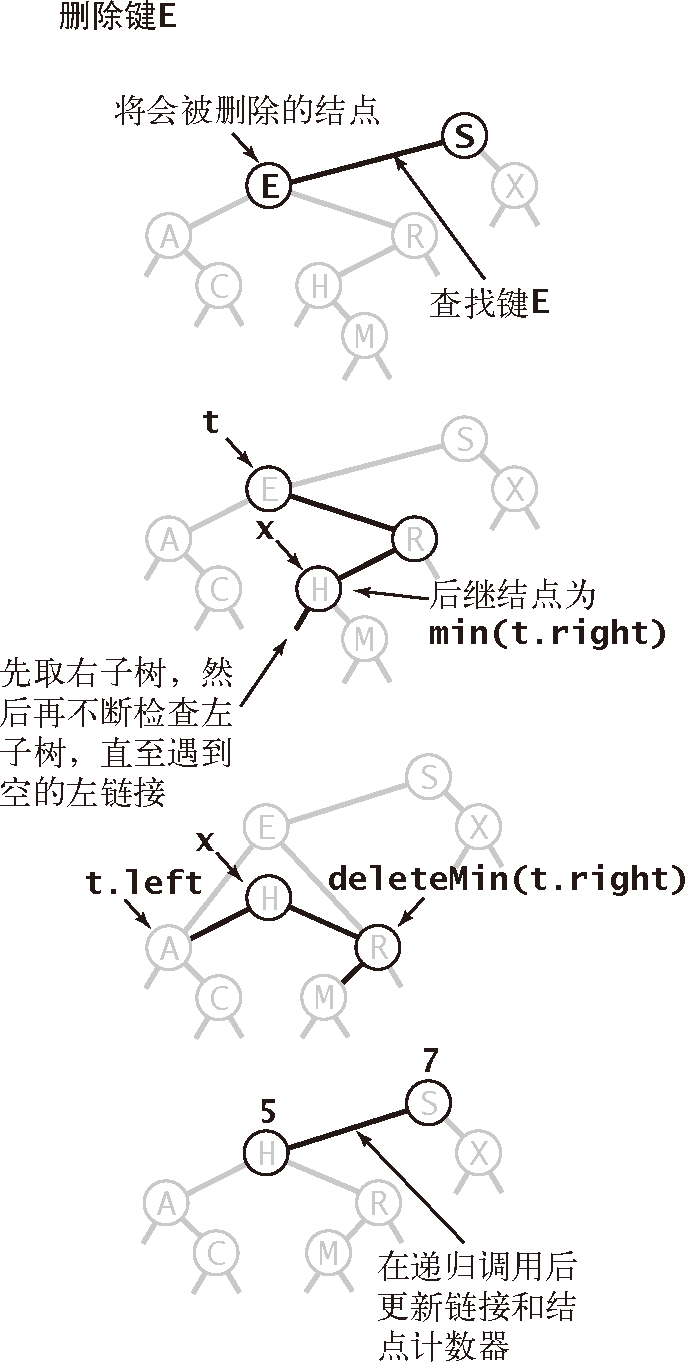 删除键E
将会被删除的结点
S
E
X
A
R
C
H
查找键E
M
t
S
E
X
x
A
R
C
H
后继结点为
M
min(t.right)
先取右子树，然
后再不断检查左
子树，直至遇到
空的左链接
S
E
X
x
t.left
deleteMin(t.right)
H
A
R
C
M
7
5
S
H
X
A
R
C
M
在递归调用后
更新链接和结
点计数器